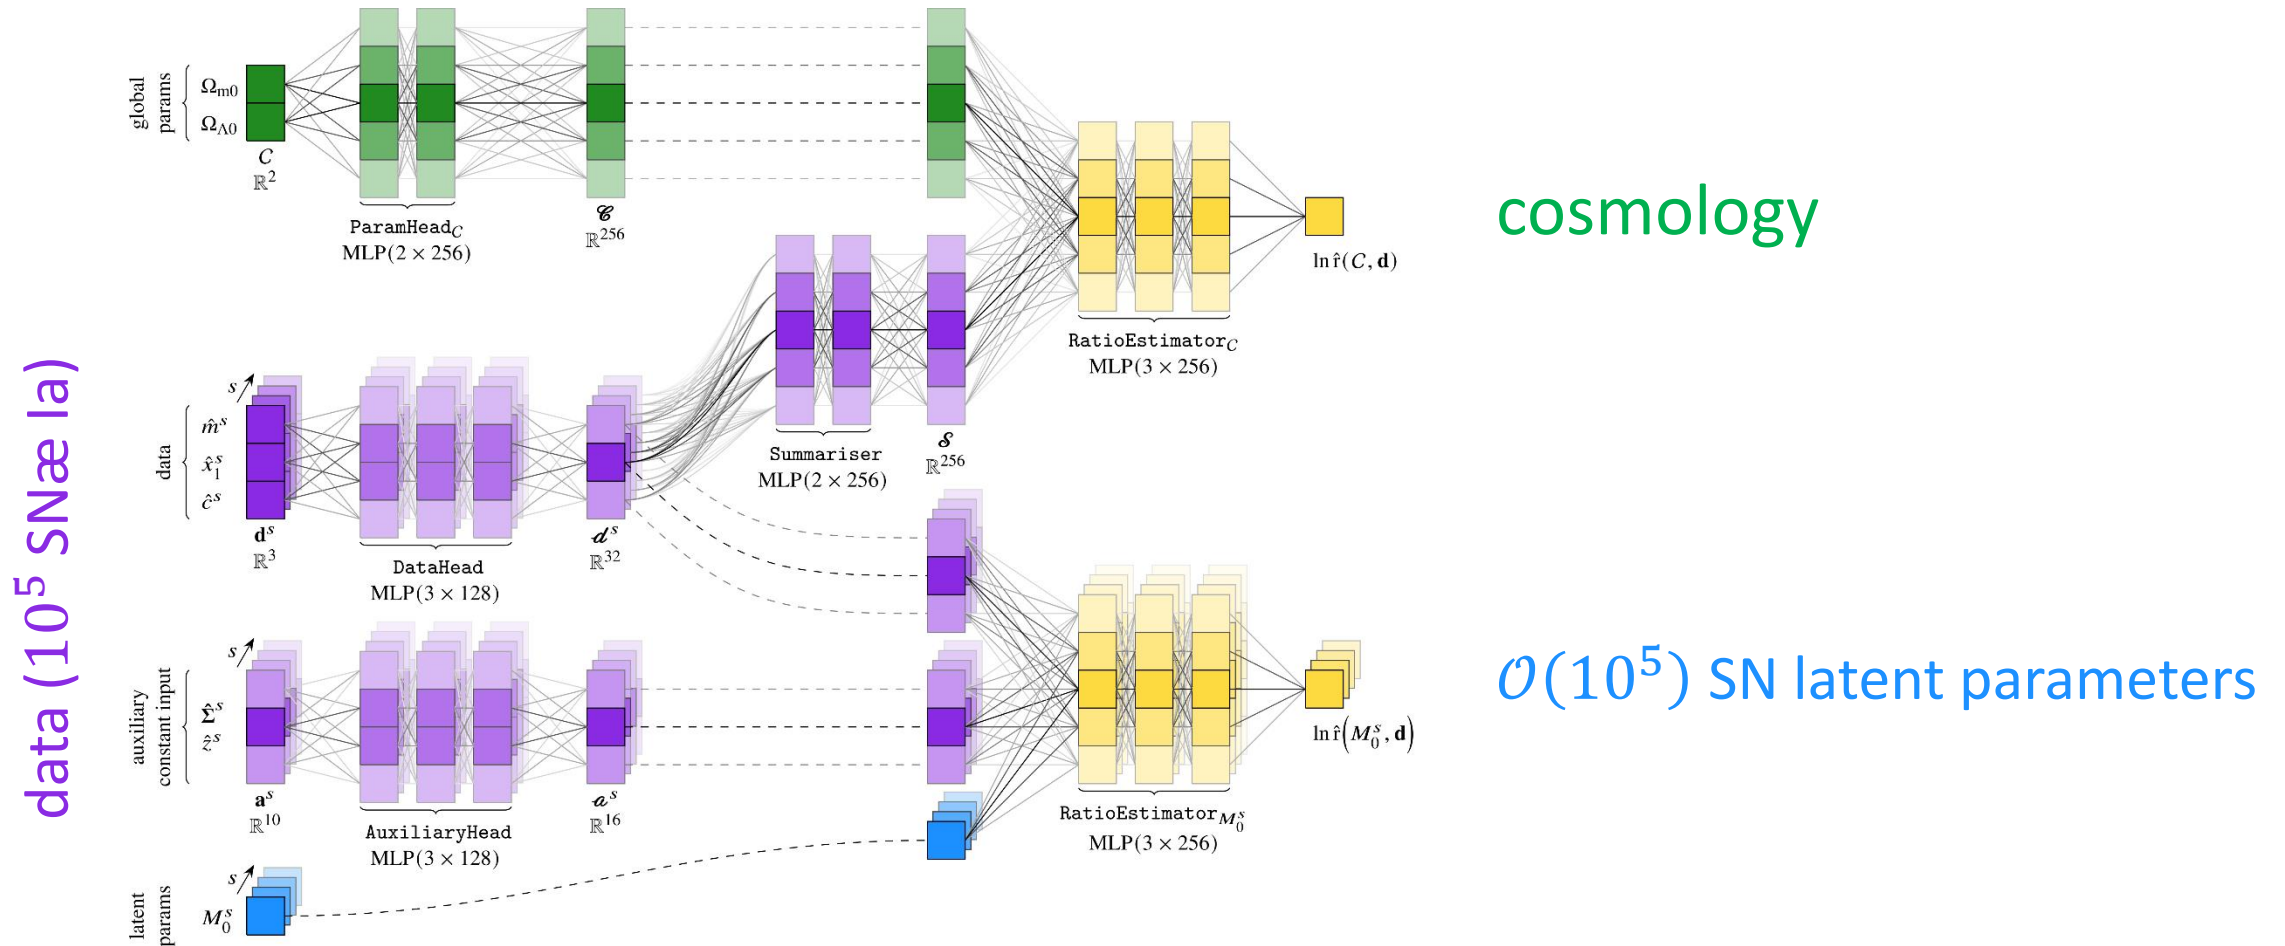 global
params
Ω_m0
Ω_Λ0
C
ℝ²
ParamHead_C
MLP(2 × 256)
𝒞
ℝ²⁵⁶
ln r̂(C, d)
cosmology
RatioEstimator_C
MLP(3 × 256)
data (10⁵ SNæ Ia)
data
s
m̂ˢ
x̂₁ˢ
ĉˢ
dˢ
ℝ³
DataHead
MLP(3 × 128)
𝒹ˢ
ℝ³²
Summariser
MLP(2 × 256)
𝒮
ℝ²⁵⁶
auxiliary
constant input
s
Σ̂ˢ
ẑˢ
aˢ
ℝ¹⁰
AuxiliaryHead
MLP(3 × 128)
𝒶ˢ
ℝ¹⁶
RatioEstimator_M₀ˢ
MLP(3 × 256)
ln r̂(M₀ˢ, d)
𝒪(10⁵) SN latent parameters
latent
params
s
M₀ˢ